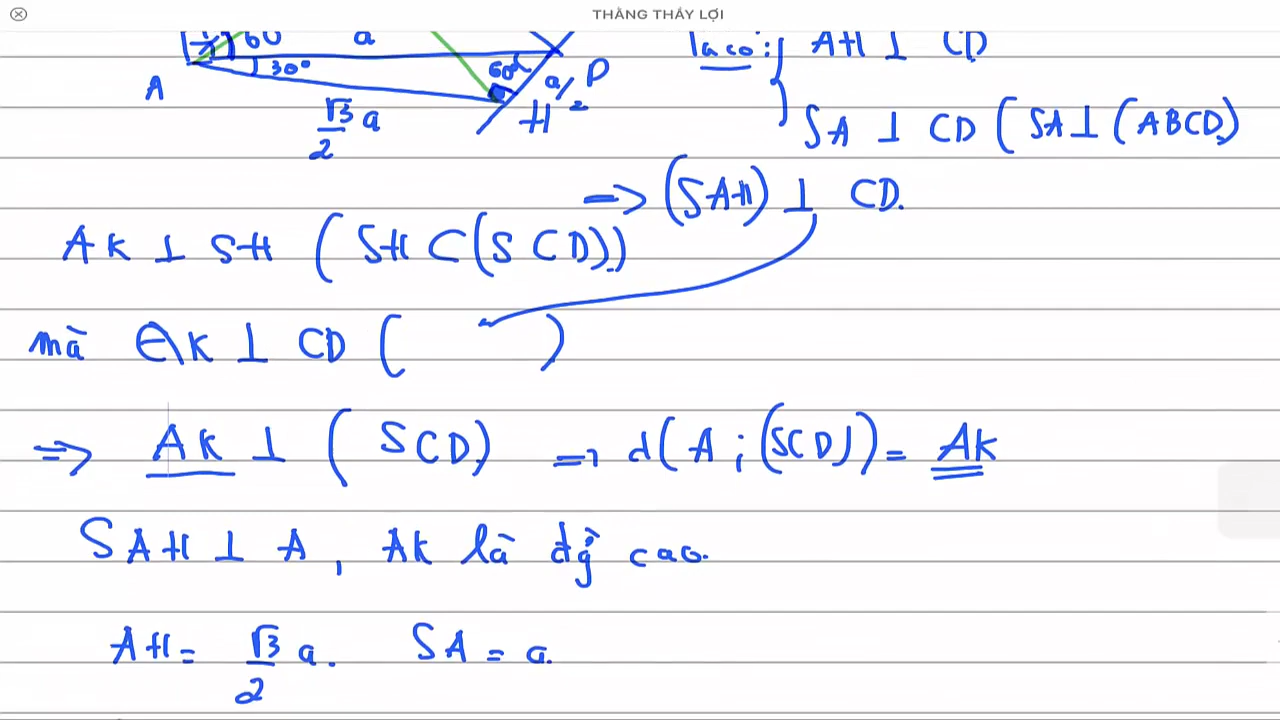 THẦNG THẦY LỢI
60 a
30° 60°
A D
a/2
√3/2 a H
Ta có: { AH ⊥ CD
SA ⊥ CD (SA ⊥ (ABCD)
=> (SAH) ⊥ CD.
AK ⊥ SH (SH ⊂ (SCD))
mà AK ⊥ CD ( )
=> AK ⊥ (SCD) => d(A; (SCD)) = AK
SAH ⊥ A, AK là đg cao.
AH = √3/2 a. SA = a.